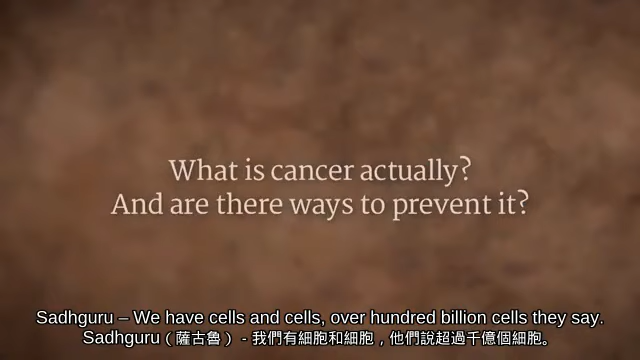 What is cancer actually?
And are there ways to prevent it?
Sadhguru – We have cells and cells, over hundred billion cells they say.
Sadhguru（薩古魯） - 我們有細胞和細胞，他們說超過千億個細胞。